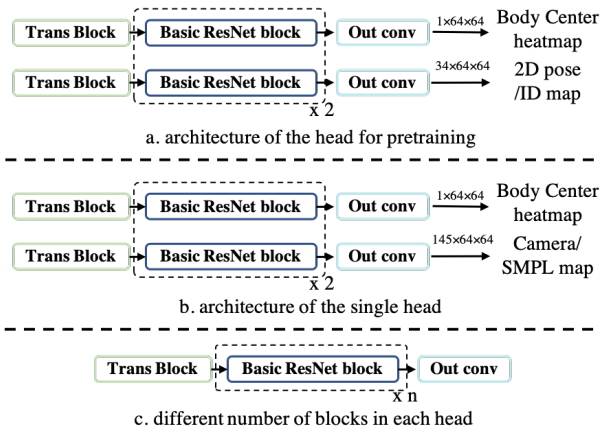 Trans Block Basic ResNet block Out conv 1×64×64 Body Center
heatmap
Trans Block Basic ResNet block Out conv 34×64×64 2D pose
/ID map
x 2
a. architecture of the head for pretraining
Trans Block Basic ResNet block Out conv 1×64×64 Body Center
heatmap
Trans Block Basic ResNet block Out conv 145×64×64 Camera/
SMPL map
x 2
b. architecture of the single head
Trans Block Basic ResNet block Out conv
x n
c. different number of blocks in each head